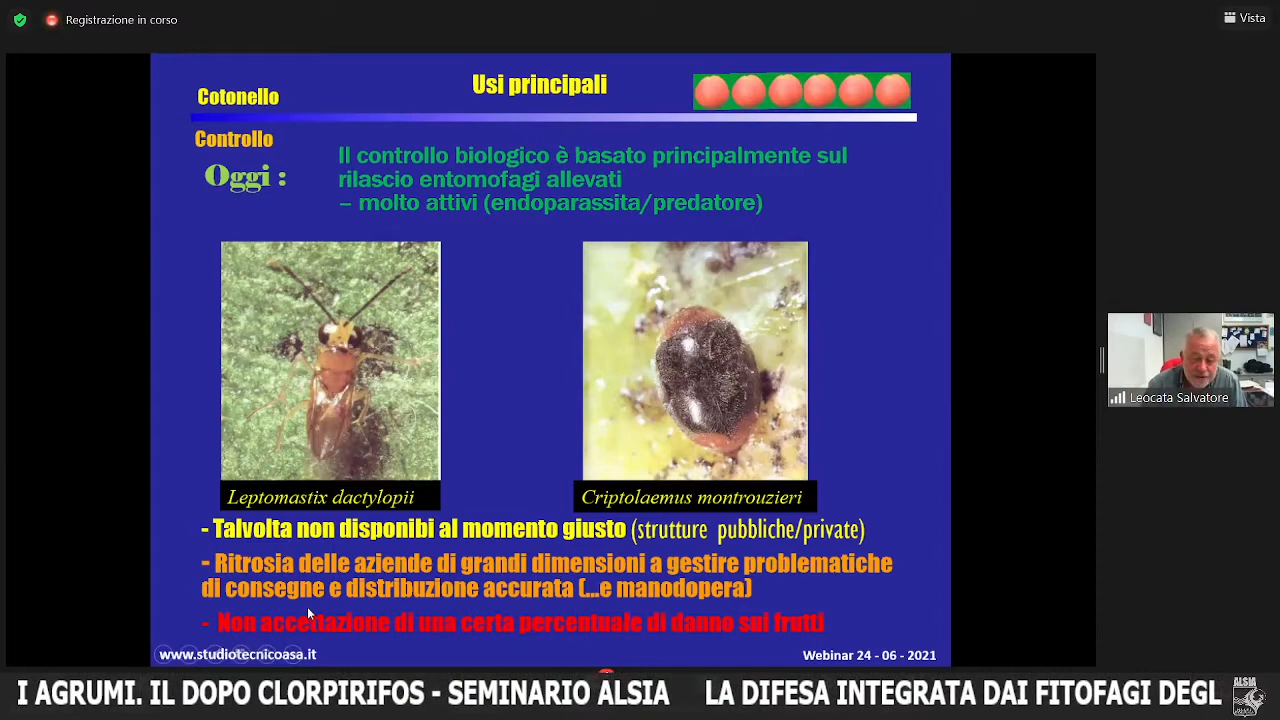 Registrazione in corso
Vista
Usi principali
Cotonello
Controllo
Oggi :
Il controllo biologico è basato principalmente sul
rilascio entomofagi allevati
– molto attivi (endoparassita/predatore)
Leptomastix dactylopii
Criptolaemus montrouzieri
- Talvolta non disponibi al momento giusto (strutture pubbliche/private)
- Ritrosia delle aziende di grandi dimensioni a gestire problematiche
di consegne e distribuzione accurata (...e manodopera)
- Non accettazione di una certa percentuale di danno sui frutti
www.studiotecnicoasa.it
Webinar 24 - 06 - 2021
Leocata Salvatore
I AGRUMI. IL DOPO CLORPIRIFOS - SEMINARIO ALSIA LA DIFESA INTEGRATA DAI FITOFAGI DEGL
ALSIA